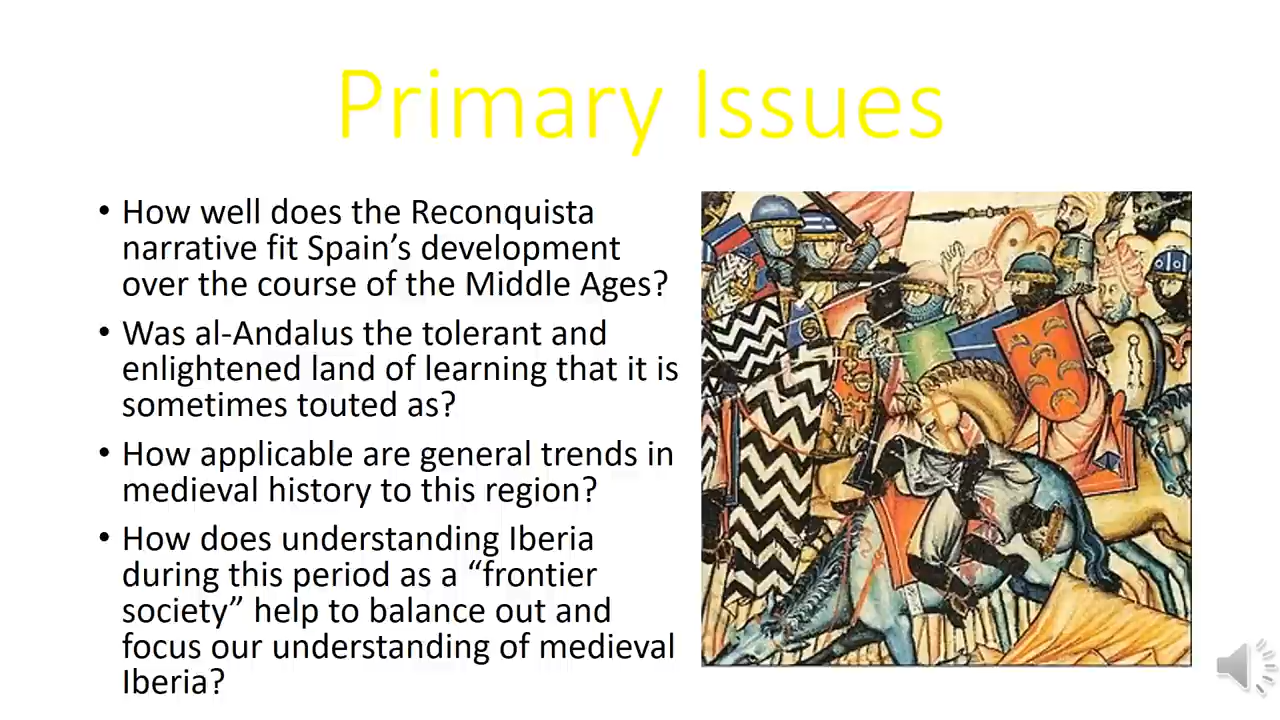 Primary Issues
• How well does the Reconquista
narrative fit Spain’s development
over the course of the Middle Ages?
• Was al-Andalus the tolerant and
enlightened land of learning that it is
sometimes touted as?
• How applicable are general trends in
medieval history to this region?
• How does understanding Iberia
during this period as a “frontier
society” help to balance out and
focus our understanding of medieval
Iberia?